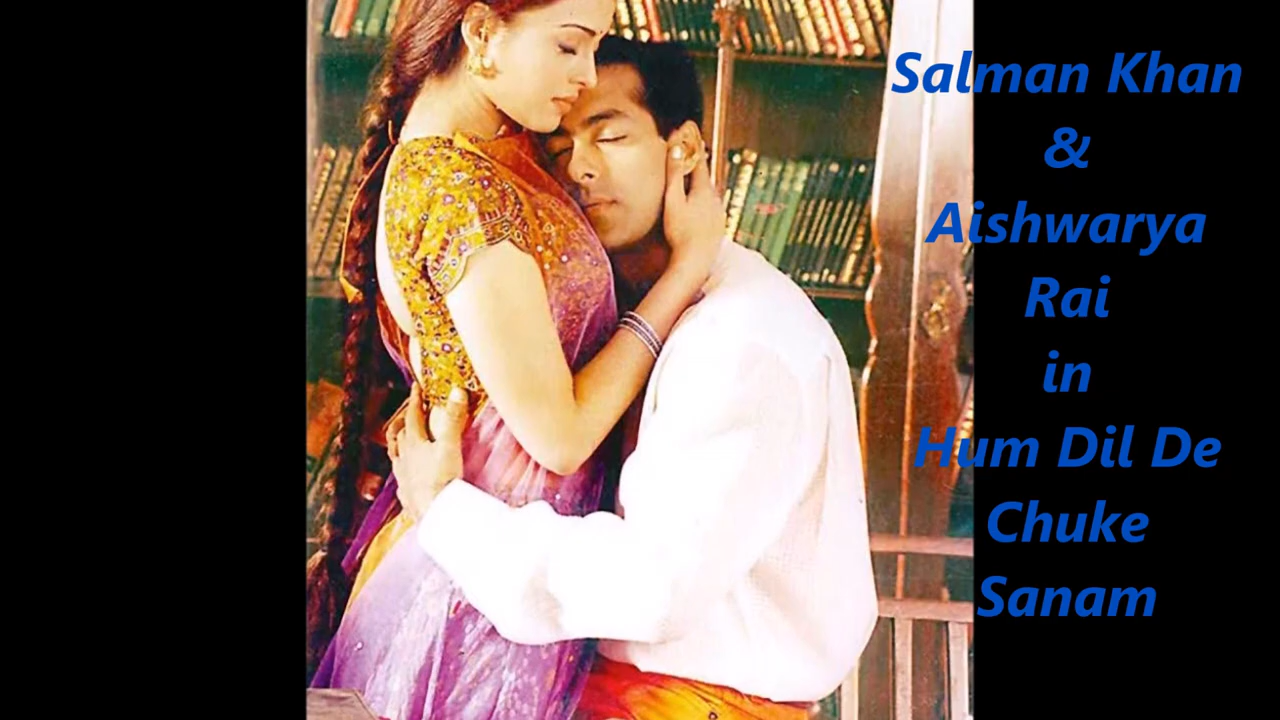 Salman Khan
&
Aishwarya
Rai
in
Hum Dil De
Chuke
Sanam